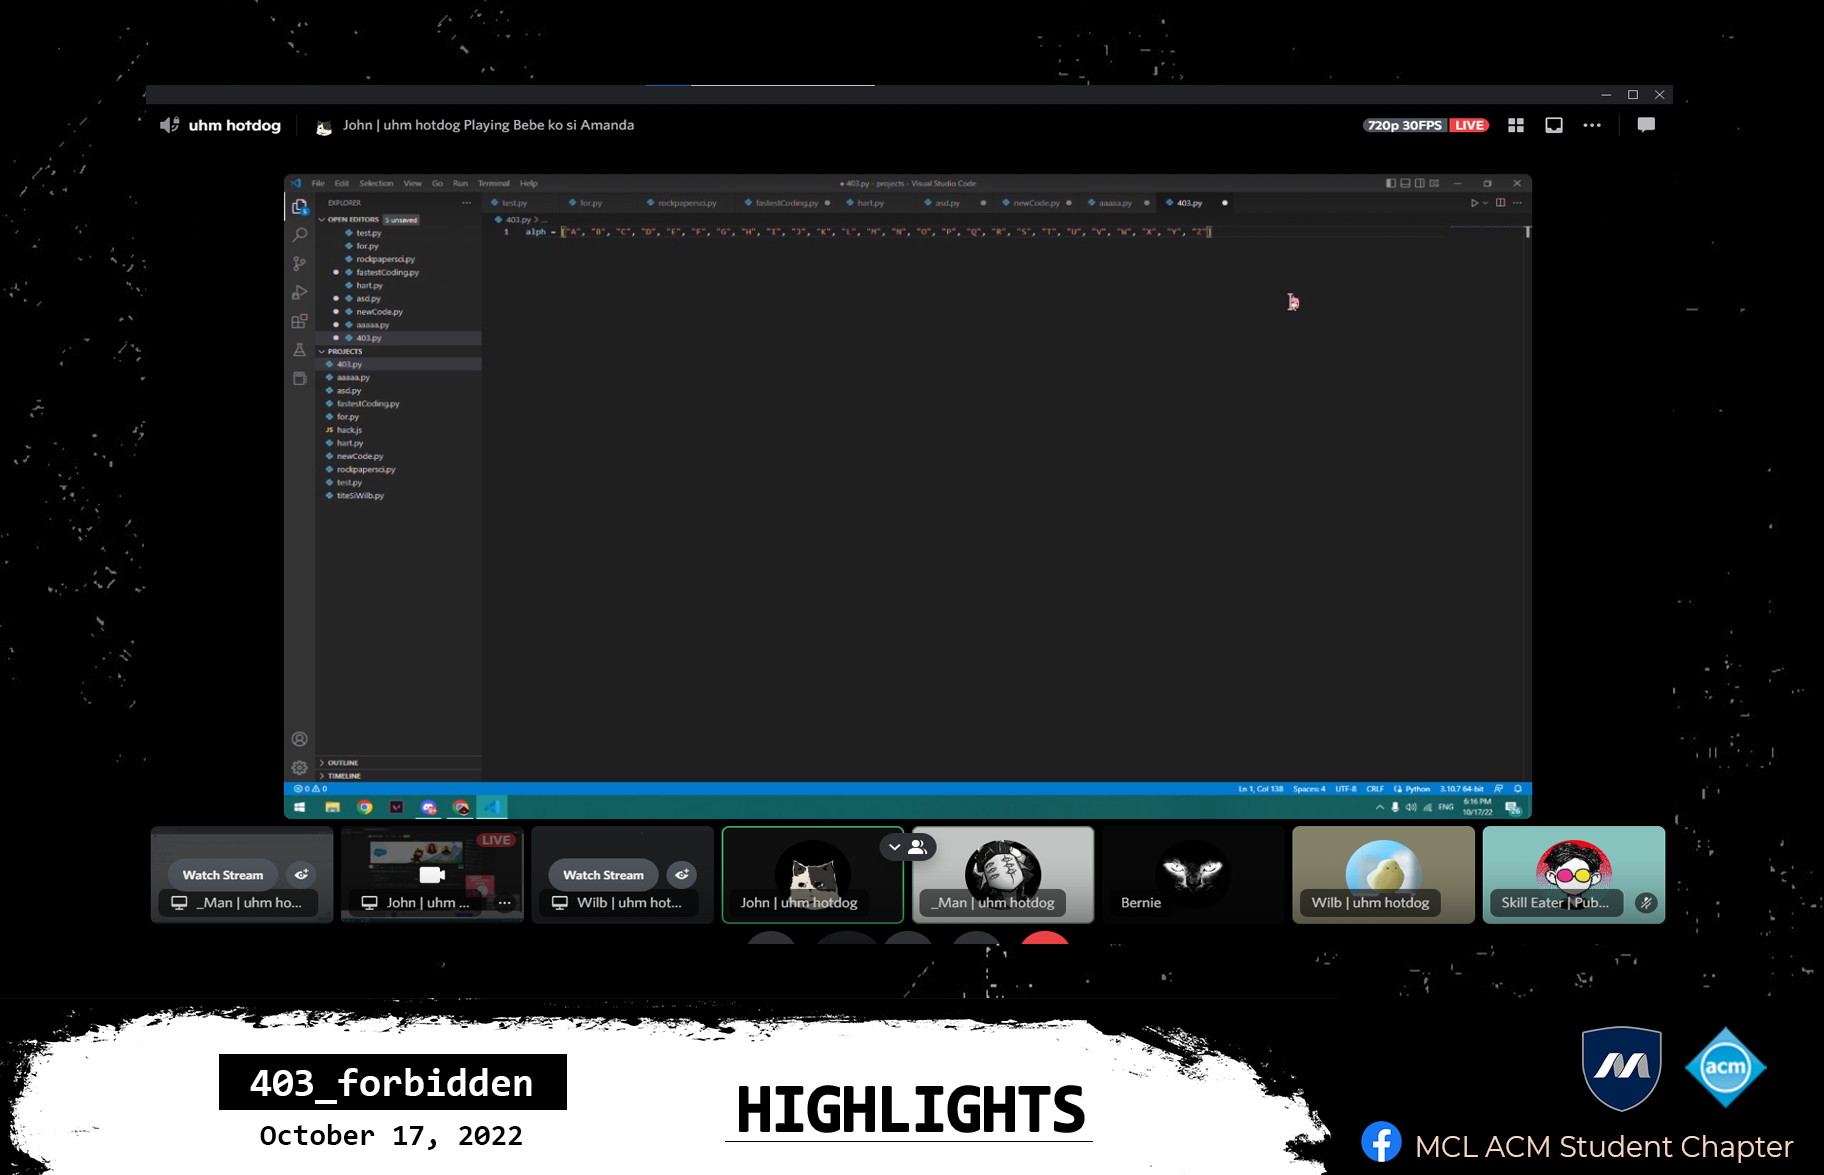 uhm hotdog
John | uhm hotdog Playing Bebe ko si Amanda
720p 30FPS LIVE
File Edit Selection View Go Run Terminal Help
● 403.py - projects - Visual Studio Code
EXPLORER
test.py for.py rockpapersci.py fastestCoding.py hart.py asd.py newCode.py aaaaa.py 403.py
OPEN EDITORS 5 unsaved
403.py > ...
1 alph = ["A", "B", "C", "D", "E", "F", "G", "H", "I", "J", "K", "L", "M", "N", "O", "P", "Q", "R", "S", "T", "U", "V", "W", "X", "Y", "Z"]
test.py
for.py
rockpapersci.py
fastestCoding.py
hart.py
asd.py
newCode.py
aaaaa.py
403.py
PROJECTS
403.py
aaaaa.py
asd.py
fastestCoding.py
for.py
JS hack.js
hart.py
newCode.py
rockpapersci.py
test.py
titeSiWilb.py
OUTLINE
TIMELINE
0 0
Ln 1, Col 138 Spaces: 4 UTF-8 CRLF Python 3.10.7 64-bit
ENG
6:16 PM
10/17/22
LIVE
Watch Stream
Watch Stream
_Man | uhm ho...
John | uhm ...
Wilb | uhm hot...
John | uhm hotdog
_Man | uhm hotdog
Bernie
Wilb | uhm hotdog
Skill Eater | Pub...
403_forbidden
October 17, 2022
HIGHLIGHTS
acm
MCL ACM Student Chapter